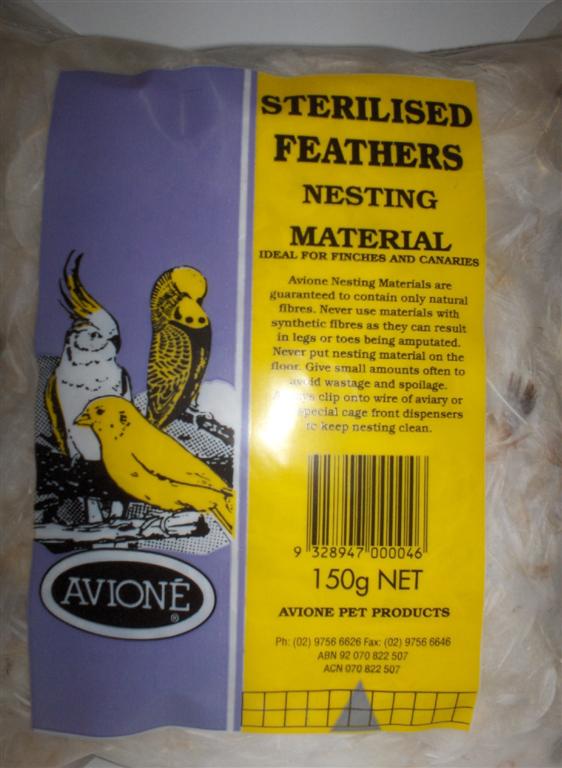 STERILISED
FEATHERS
NESTING
MATERIAL
IDEAL FOR FINCHES AND CANARIES
Avione Nesting Materials are
guaranteed to contain only natural
fibres. Never use materials with
synthetic fibres as they can result
in legs or toes being amputated.
Never put nesting material on the
floor. Give small amounts often to
avoid wastage and spoilage.
Always clip onto wire of aviary or
special cage front dispensers
to keep nesting clean.
9 328947 000046
150g NET
AVIONE PET PRODUCTS
Ph: (02) 9756 6626 Fax: (02) 9756 6646
ABN 92 070 822 507
ACN 070 822 507
AVIONÉ
®